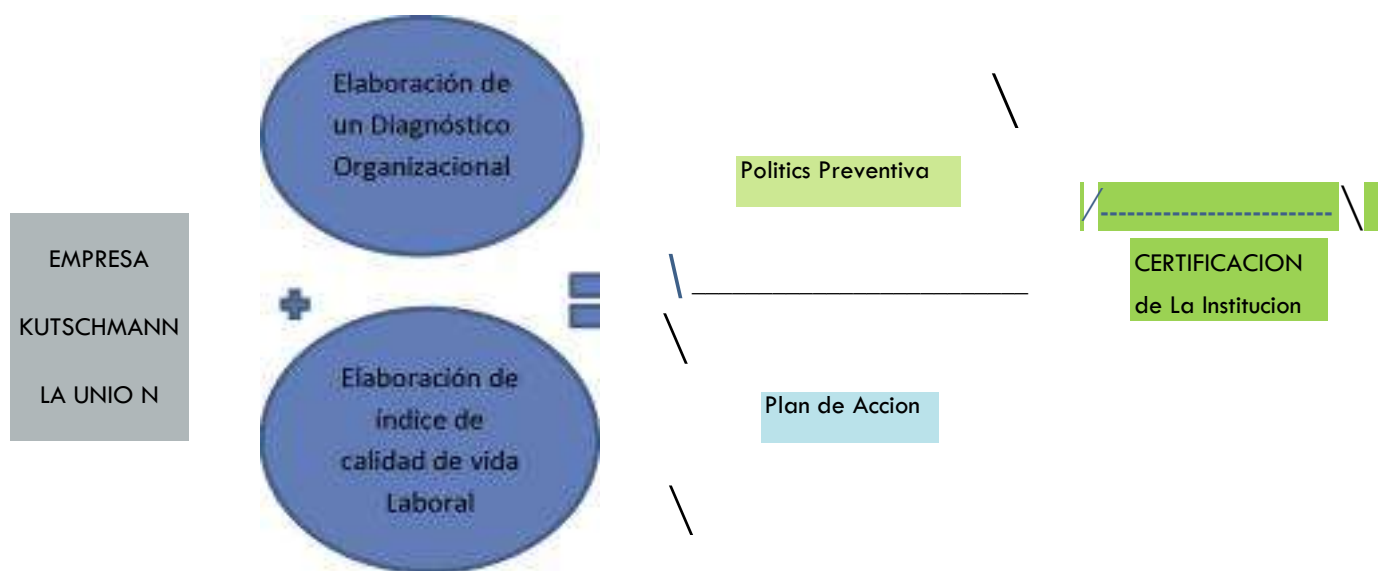 EMPRESA
KUTSCHMANN
LA UNIO N
Elaboración de
un Diagnóstico
Organizacional
+
Elaboración de
índice de
calidad de vida
Laboral
=
Politics Preventiva
Plan de Accion
CERTIFICACION
de La Institucion